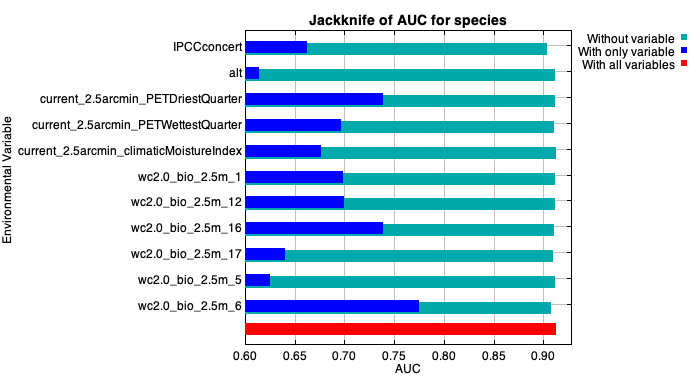 Jackknife of AUC for species
Without variable
With only variable
With all variables
Environmental Variable
IPCCconcert
alt
current_2.5arcmin_PETDriestQuarter
current_2.5arcmin_PETWettestQuarter
current_2.5arcmin_climaticMoistureIndex
wc2.0_bio_2.5m_1
wc2.0_bio_2.5m_12
wc2.0_bio_2.5m_16
wc2.0_bio_2.5m_17
wc2.0_bio_2.5m_5
wc2.0_bio_2.5m_6
0.60 0.65 0.70 0.75 0.80 0.85 0.90
AUC